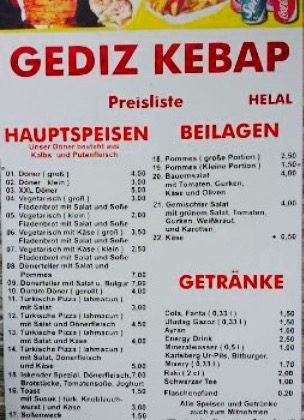 GEDIZ KEBAP
Preisliste
HELAL
HAUPTSPEISEN
Unser Döner besteht aus
Kalbs- und Putenfleisch
01. Döner ( groß ) 4,00
02. Döner klein ) 3,00
03. XXL Döner 5,00
04. Vegetarisch ( groß ) 3,00
Fladenbrot mit Salat und Soße
05. Vegetarisch ( klein ) 2,00
Fladenbrot mit Salat und Soße
06. Vegetarisch mit Käse ( groß ) 3,50
Fladenbrot mit Salat und Soße
07. Vegetarisch mit Käse ( klein ) 2,50
Fladenbrot mit Salat und Soße
08. Dönerteller mit Salat und
Pommes 7,00
09. Dönerteller mit Salat u. Bulgur
10. Dürüm Döner ( gerollt ) 4,00
11. Türkische Pizza ( lahmacun )
mit Salat 3,00
12. Türkische Pizza ( lahmacun )
mit Salat und Dönerfleisch 4,50
13. Türkische Pizza ( lahmacun )
mit Salat und Käse 4,00
14. Türkische Pizza ( lahmacun )
mit Salat, Dönerfleisch
und Käse 5,00
15. Iskender Spezial, Dönerfleisch,
Brotstücke, Tomatensoße, Joghurt
16. Toast
mit Sucuk ( türk. Knoblauch-
wurst ) und Käse 3,00
BEILAGEN
18. Pommes ( große Portion ) 2,50
19. Pommes (Kleine Portion ) 1,50
20. Bauernsalat 4,00
mit Tomaten, Gurken,
Käse und Oliven
21. Gemischter Salat 4,00
mit grünem Salat, Tomaten,
Gurken, Weißkraut,
und Karotten
22. Käse 0,50
GETRÄNKE
Cola, Fanta ( 0,33 l ) 1,50
Uludag Gazoz ( 0,33 l ) 1,50
Ayran 1,00
Energy Drink 2,50
Mineralwasser ( 0,5l ) 1,50
Karlsberg Ur-Pils, Bitburger,
Mixery ( 0,33 l )
Raki ( 2 cl )
Schwarzer Tee 1,00
Flaschenpfand
Alle Speisen und Getränke
auch zum Mitnehmen